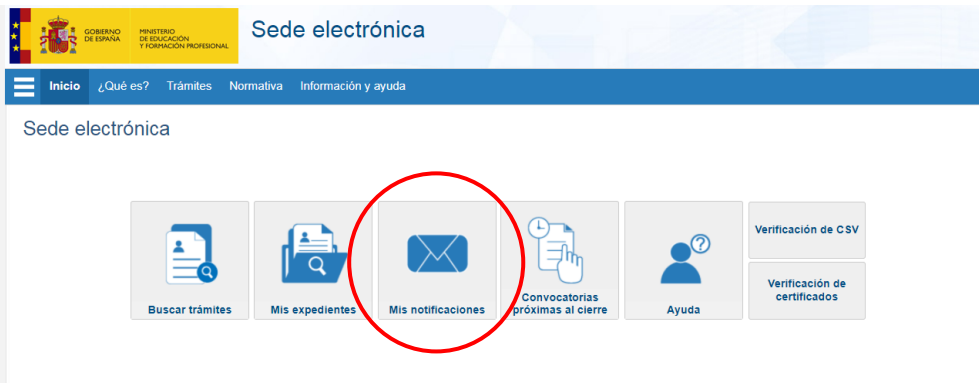 GOBIERNO
DE ESPAÑA
MINISTERIO
DE EDUCACIÓN
Y FORMACIÓN PROFESIONAL
Sede electrónica
Inicio ¿Qué es? Trámites Normativa Información y ayuda
Sede electrónica
Buscar trámites
Mis expedientes
Mis notificaciones
Convocatorias
próximas al cierre
Ayuda
Verificación de CSV
Verificación de
certificados